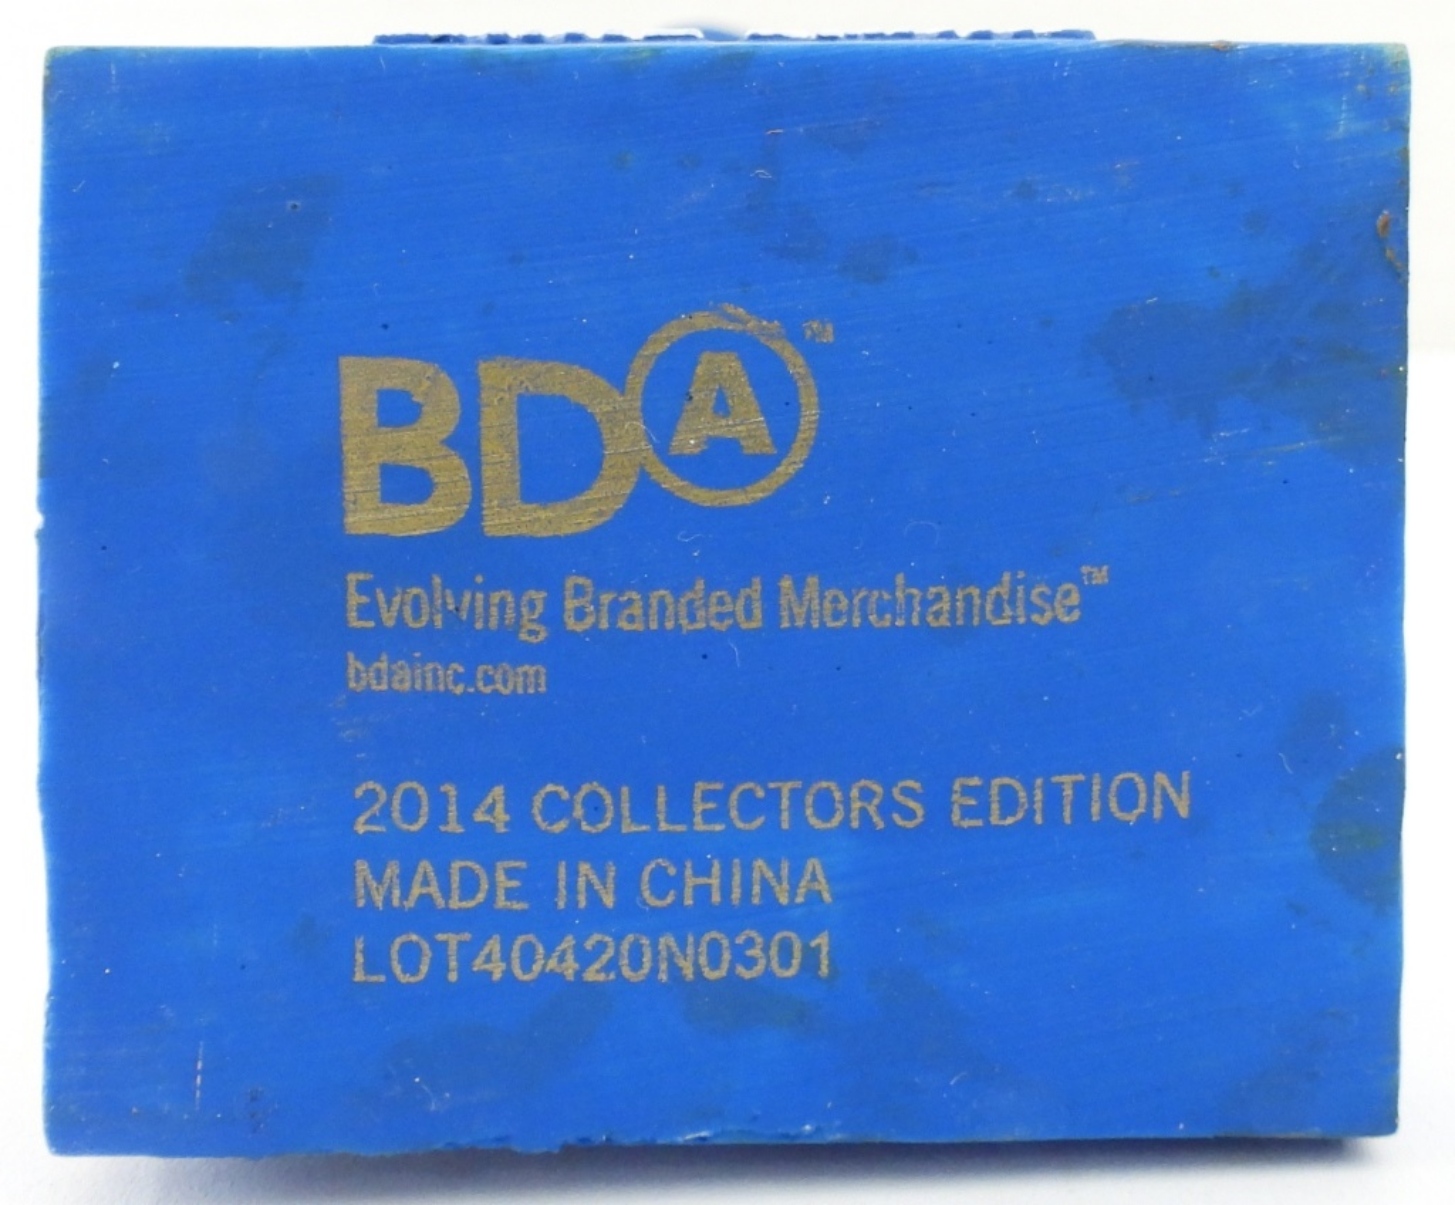 BDA™
Evolving Branded Merchandise™
bdainc.com
2014 COLLECTORS EDITION
MADE IN CHINA
LOT40420N0301